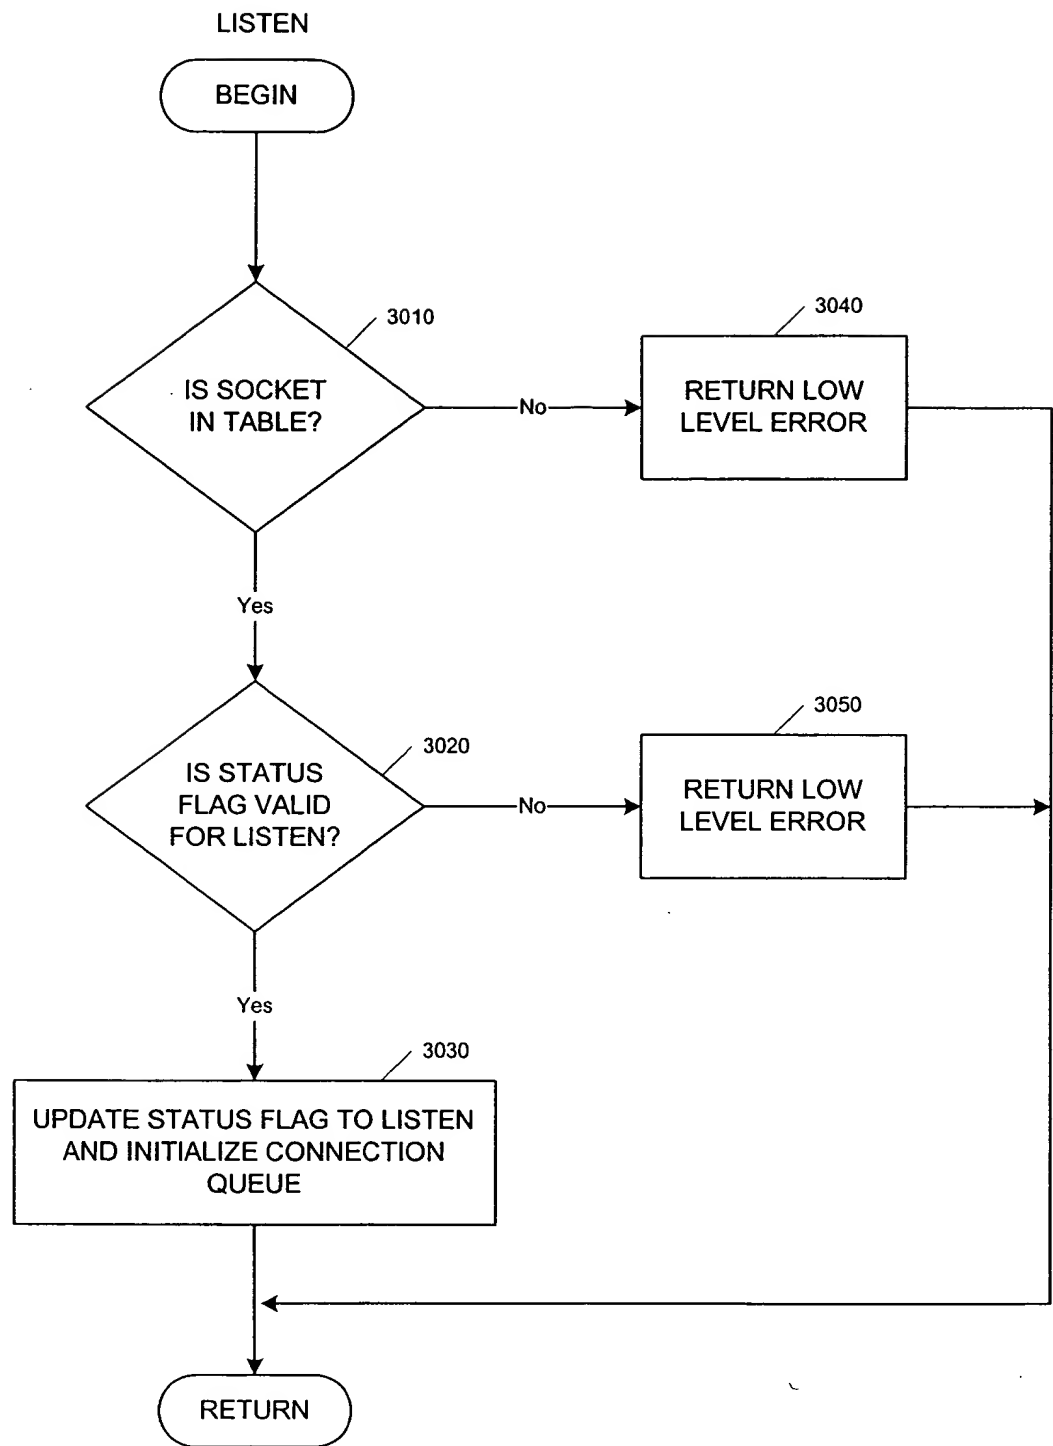 LISTEN
BEGIN
3010
IS SOCKET
IN TABLE?
No
3040
RETURN LOW
LEVEL ERROR
Yes
3020
IS STATUS
FLAG VALID
FOR LISTEN?
No
3050
RETURN LOW
LEVEL ERROR
Yes
3030
UPDATE STATUS FLAG TO LISTEN
AND INITIALIZE CONNECTION
QUEUE
RETURN